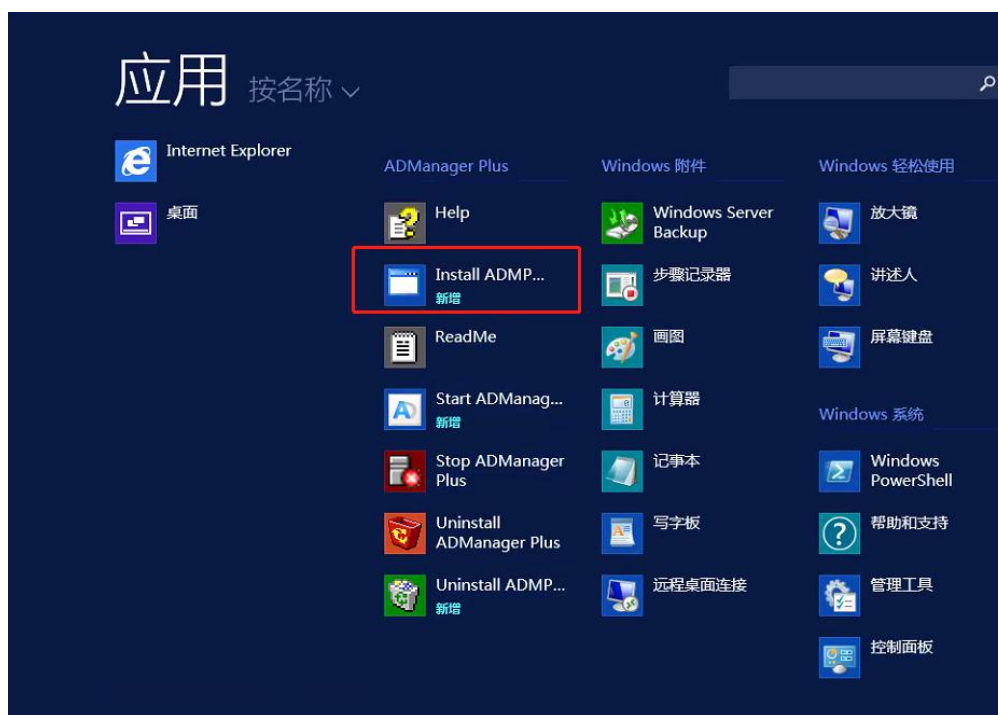 应用 按名称
Internet Explorer
桌面
ADManager Plus
Help
Install ADMP...
新增
ReadMe
Start ADManag...
新增
Stop ADManager
Plus
Uninstall
ADManager Plus
Uninstall ADMP...
新增
Windows 附件
Windows Server
Backup
步骤记录器
画图
计算器
记事本
写字板
远程桌面连接
Windows 轻松使用
放大镜
讲述人
屏幕键盘
Windows 系统
Windows
PowerShell
帮助和支持
管理工具
控制面板